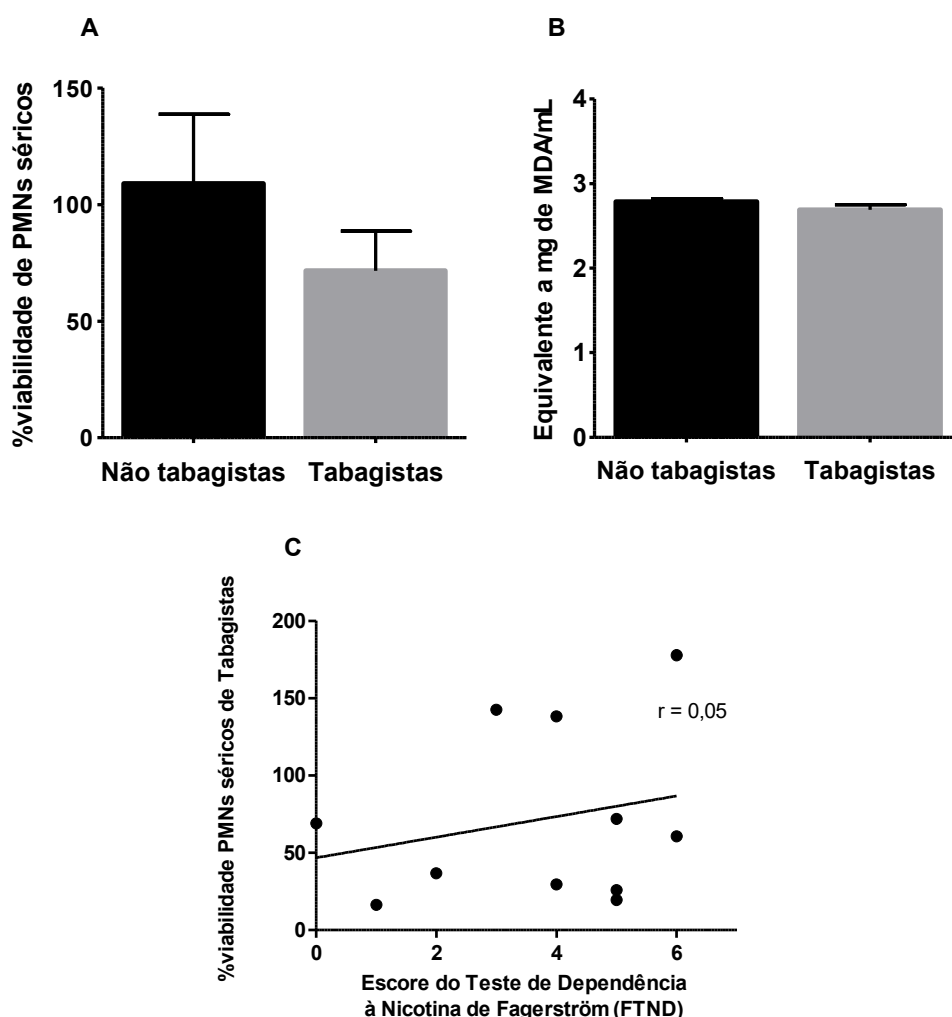 A
%viabilidade de PMNs séricos
150
100
50
0
Não tabagistas Tabagistas
B
Equivalente a mg de MDA/mL
4
3
2
1
0
Não tabagistas Tabagistas
C
%viabilidade PMNs séricos de Tabagistas
200
150
100
50
0
r = 0,05
0 2 4 6
Escore do Teste de Dependência
à Nicotina de Fagerström (FTND)